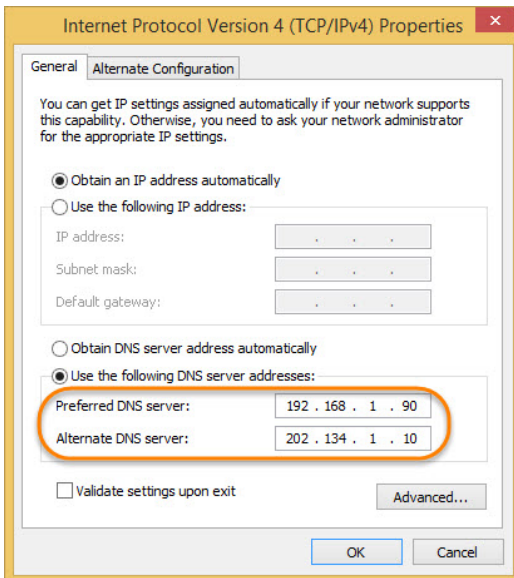 Internet Protocol Version 4 (TCP/IPv4) Properties
General
Alternate Configuration
You can get IP settings assigned automatically if your network supports
this capability. Otherwise, you need to ask your network administrator
for the appropriate IP settings.
Obtain an IP address automatically
Use the following IP address:
IP address:
. . .
Subnet mask:
. . .
Default gateway:
. . .
Obtain DNS server address automatically
Use the following DNS server addresses:
Preferred DNS server:
192 . 168 . 1 . 90
Alternate DNS server:
202 . 134 . 1 . 10
Validate settings upon exit
Advanced...
OK
Cancel